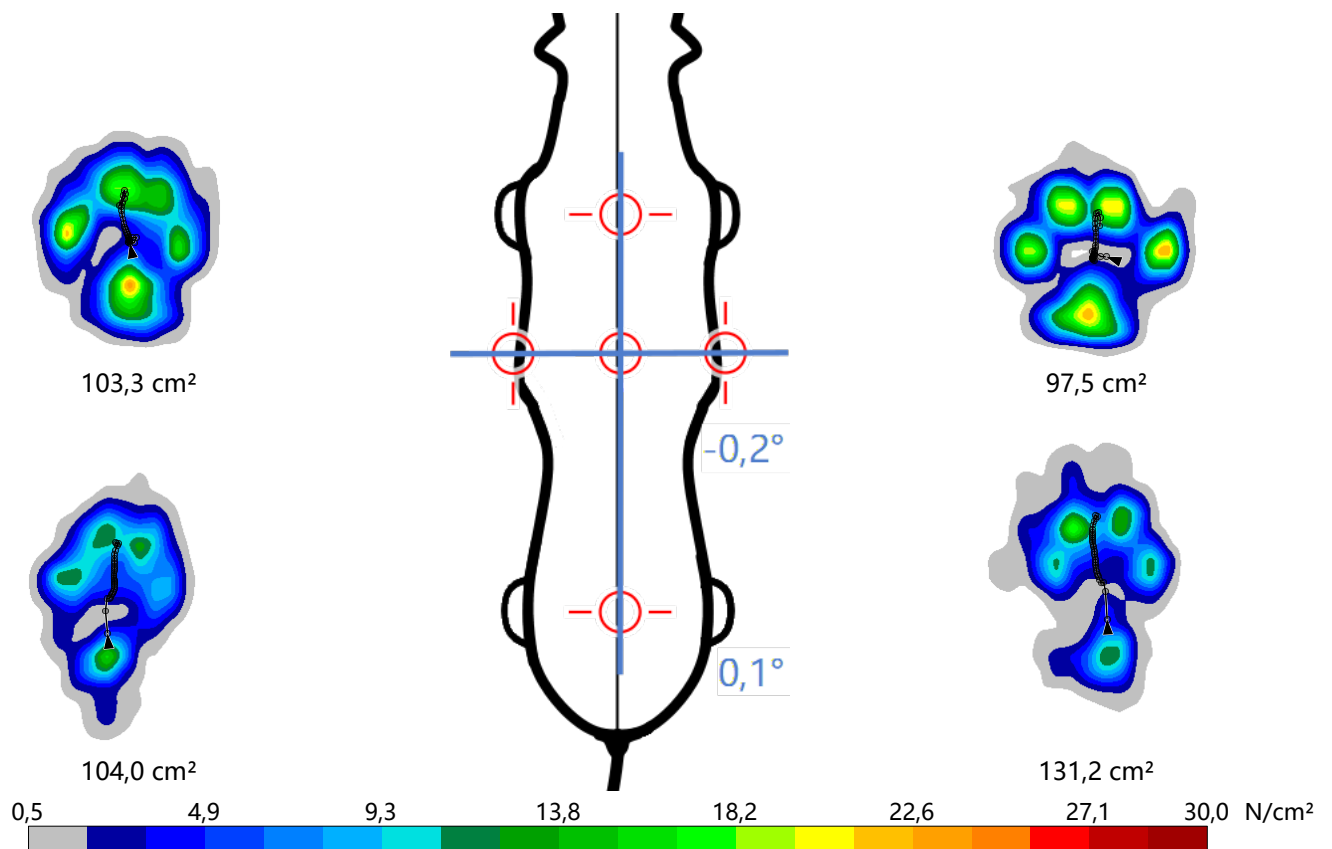 103,3 cm²
97,5 cm²
-0,2°
0,1°
104,0 cm²
131,2 cm²
0,5 4,9 9,3 13,8 18,2 22,6 27,1 30,0 N/cm²